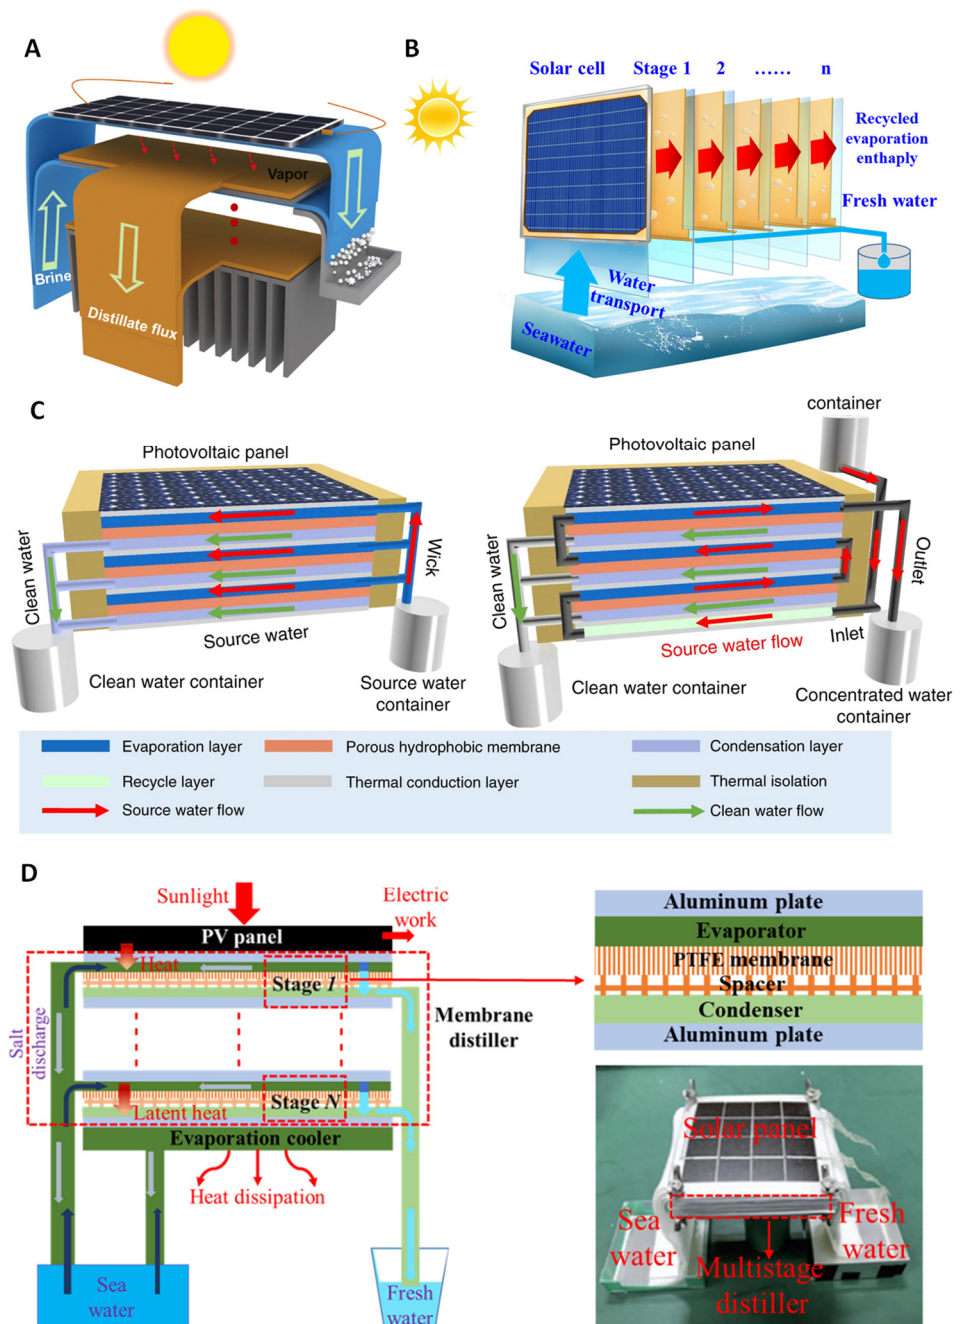 A
Vapor
Brine
Distillate flux
B
Solar cell
Stage 1
2
......
n
Recycled
evaporation
enthaply
Fresh water
Water
transport
Seawater
C
Photovoltaic panel
Clean water
Wick
Source water
Clean water container
Source water
container
container
Photovoltaic panel
Clean water
Outlet
Inlet
Source water flow
Clean water container
Concentrated water
container
Evaporation layer
Porous hydrophobic membrane
Condensation layer
Recycle layer
Thermal conduction layer
Thermal isolation
Source water flow
Clean water flow
D
Sunlight
Electric
work
PV panel
Heat
Stage 1
Membrane
distiller
Salt
discharge
Stage N
Latent heat
Evaporation cooler
Heat dissipation
Sea
water
Fresh
water
Aluminum plate
Evaporator
PTFE membrane
Spacer
Condenser
Aluminum plate
Solar panel
Sea
water
Fresh
water
Multistage
distiller